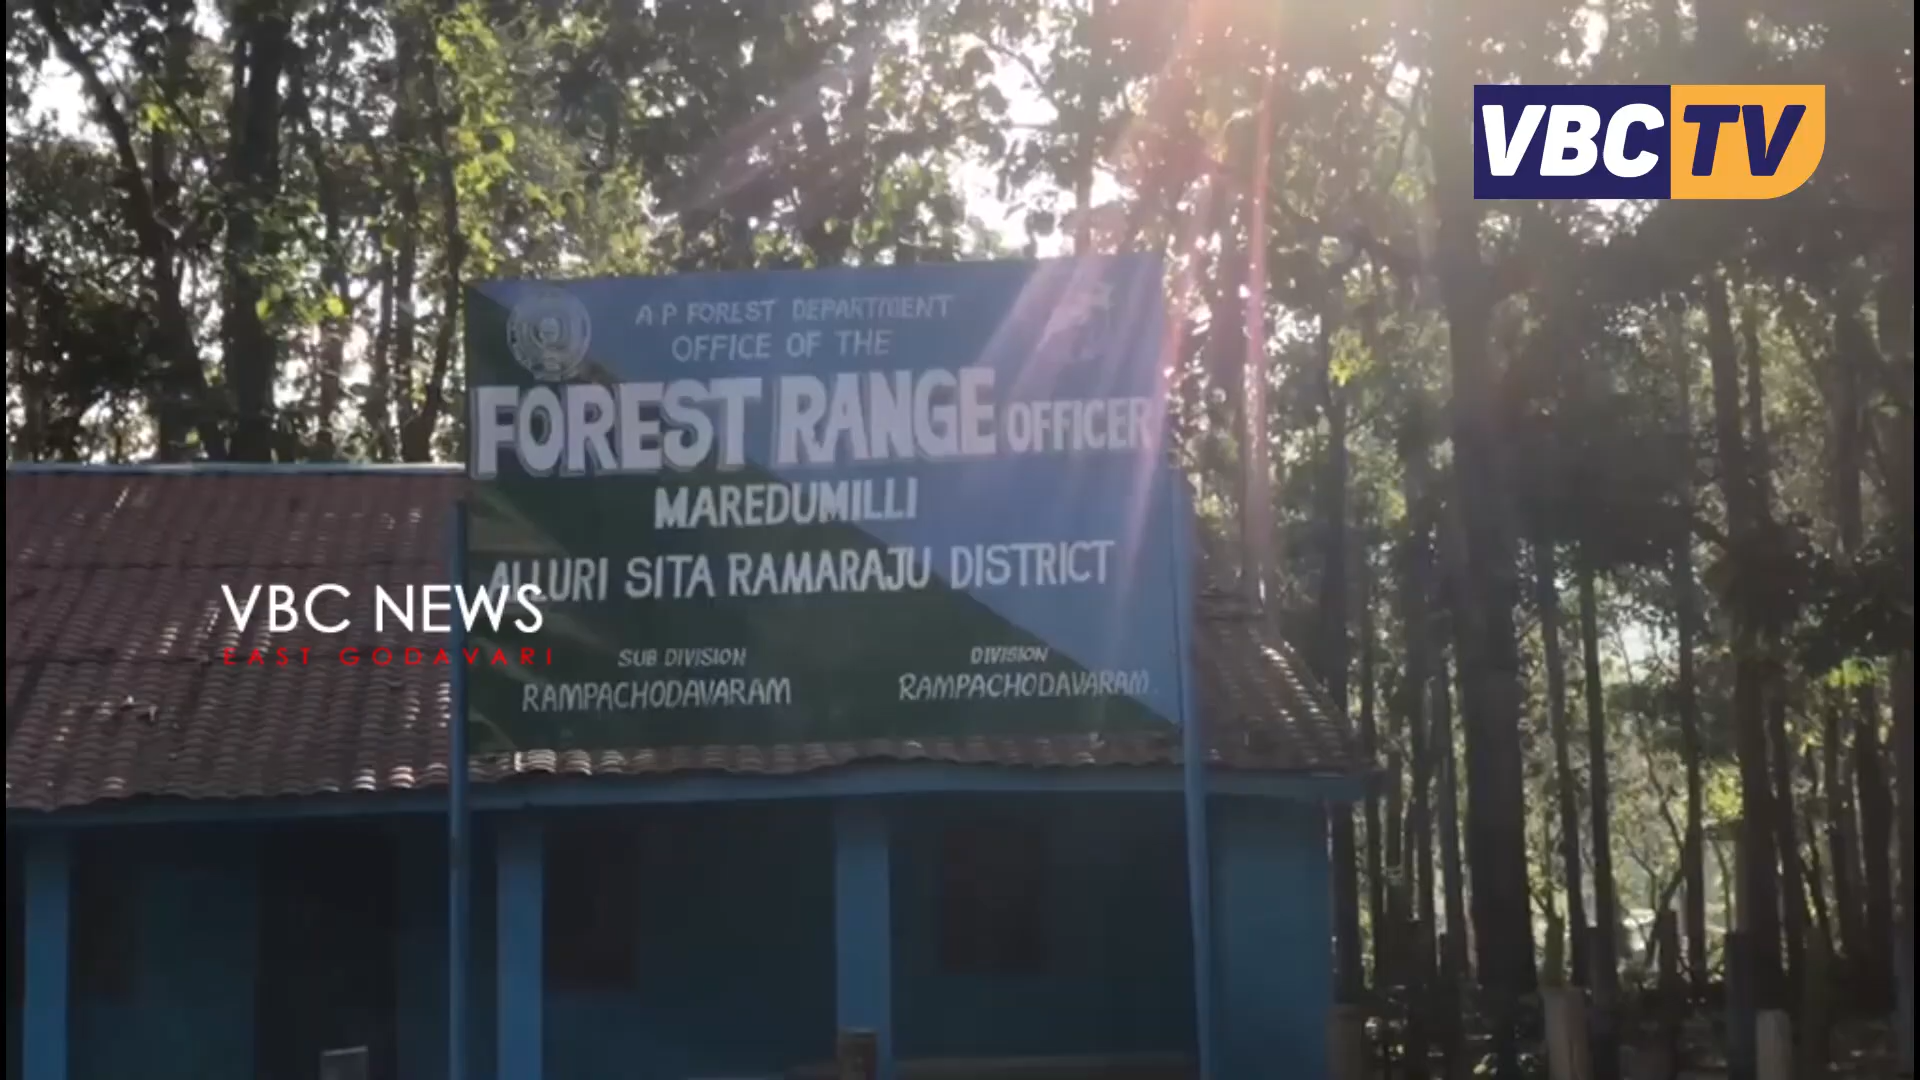 VBCTV
A P FOREST DEPARTMENT
OFFICE OF THE
FOREST RANGE OFFICER
MAREDUMILLI
ALLURI SITA RAMARAJU DISTRICT
SUB DIVISION
RAMPACHODAVARAM
DIVISION
RAMPACHODAVARAM
VBC NEWS
EAST GODAVARI